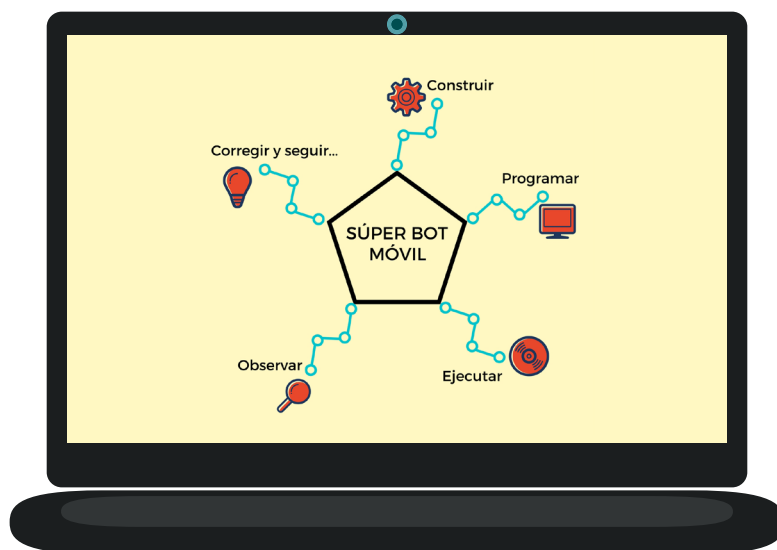 Construir
Corregir y seguir...
Programar
SÚPER BOT
MÓVIL
Observar
Ejecutar